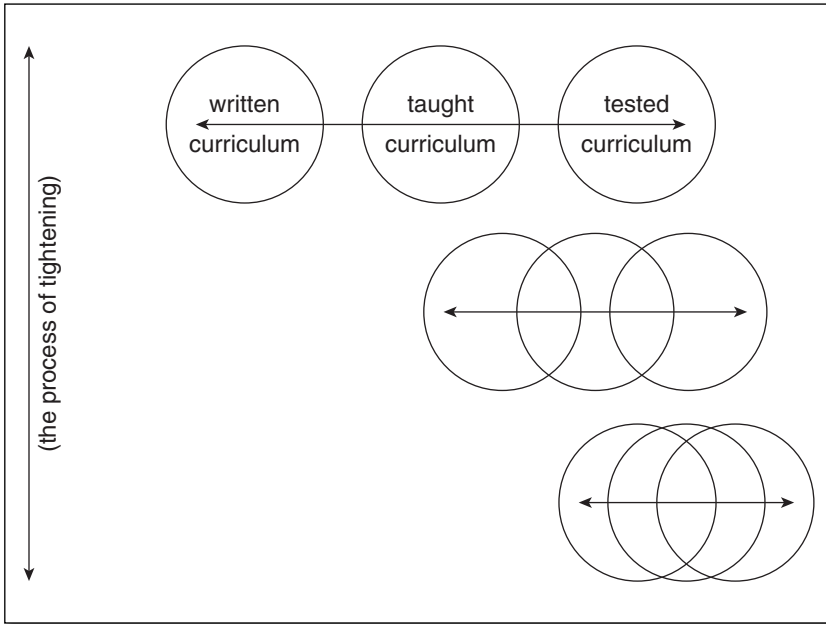 written
curriculum
taught
curriculum
tested
curriculum
(the process of tightening)